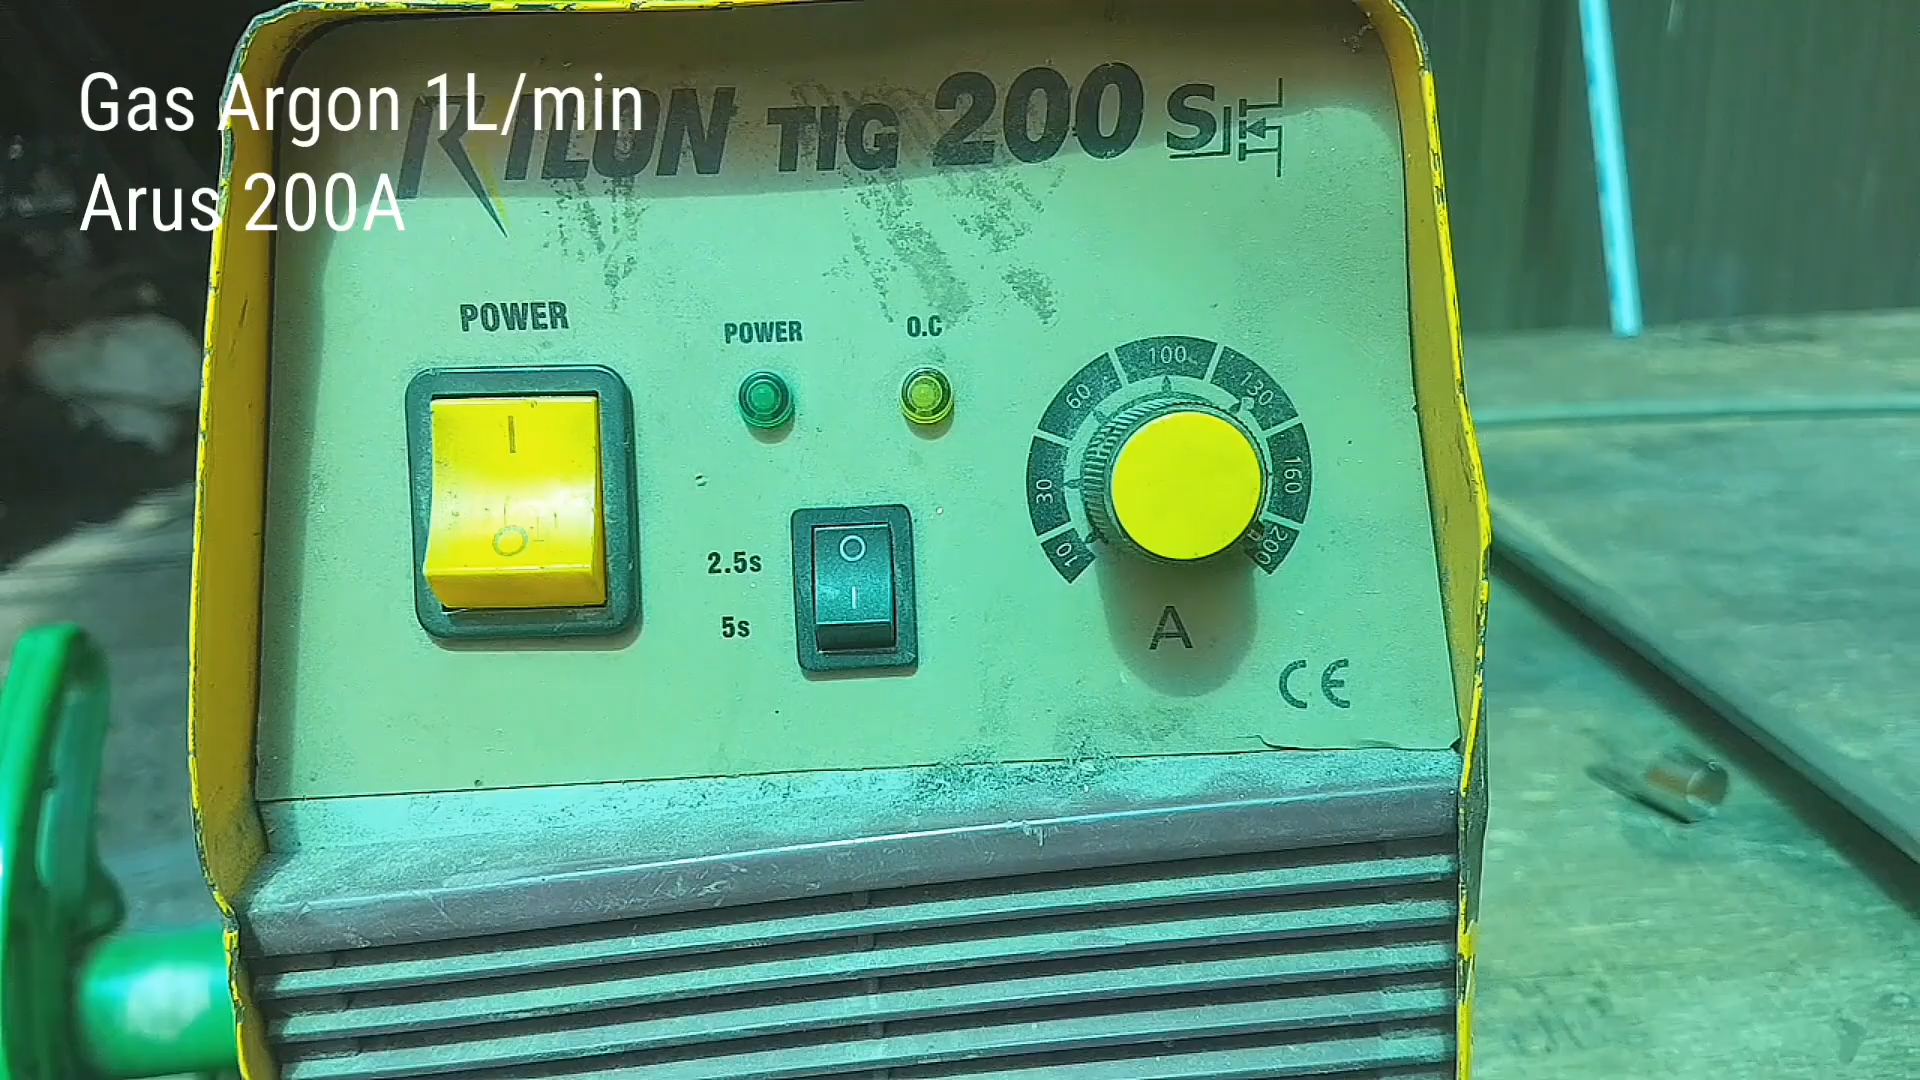 Gas Argon 1L/min
Arus 200A
RILON TIG 200 S
POWER
POWER
O.C
2.5s
5s
10
30
60
100
130
160
200
A
CE